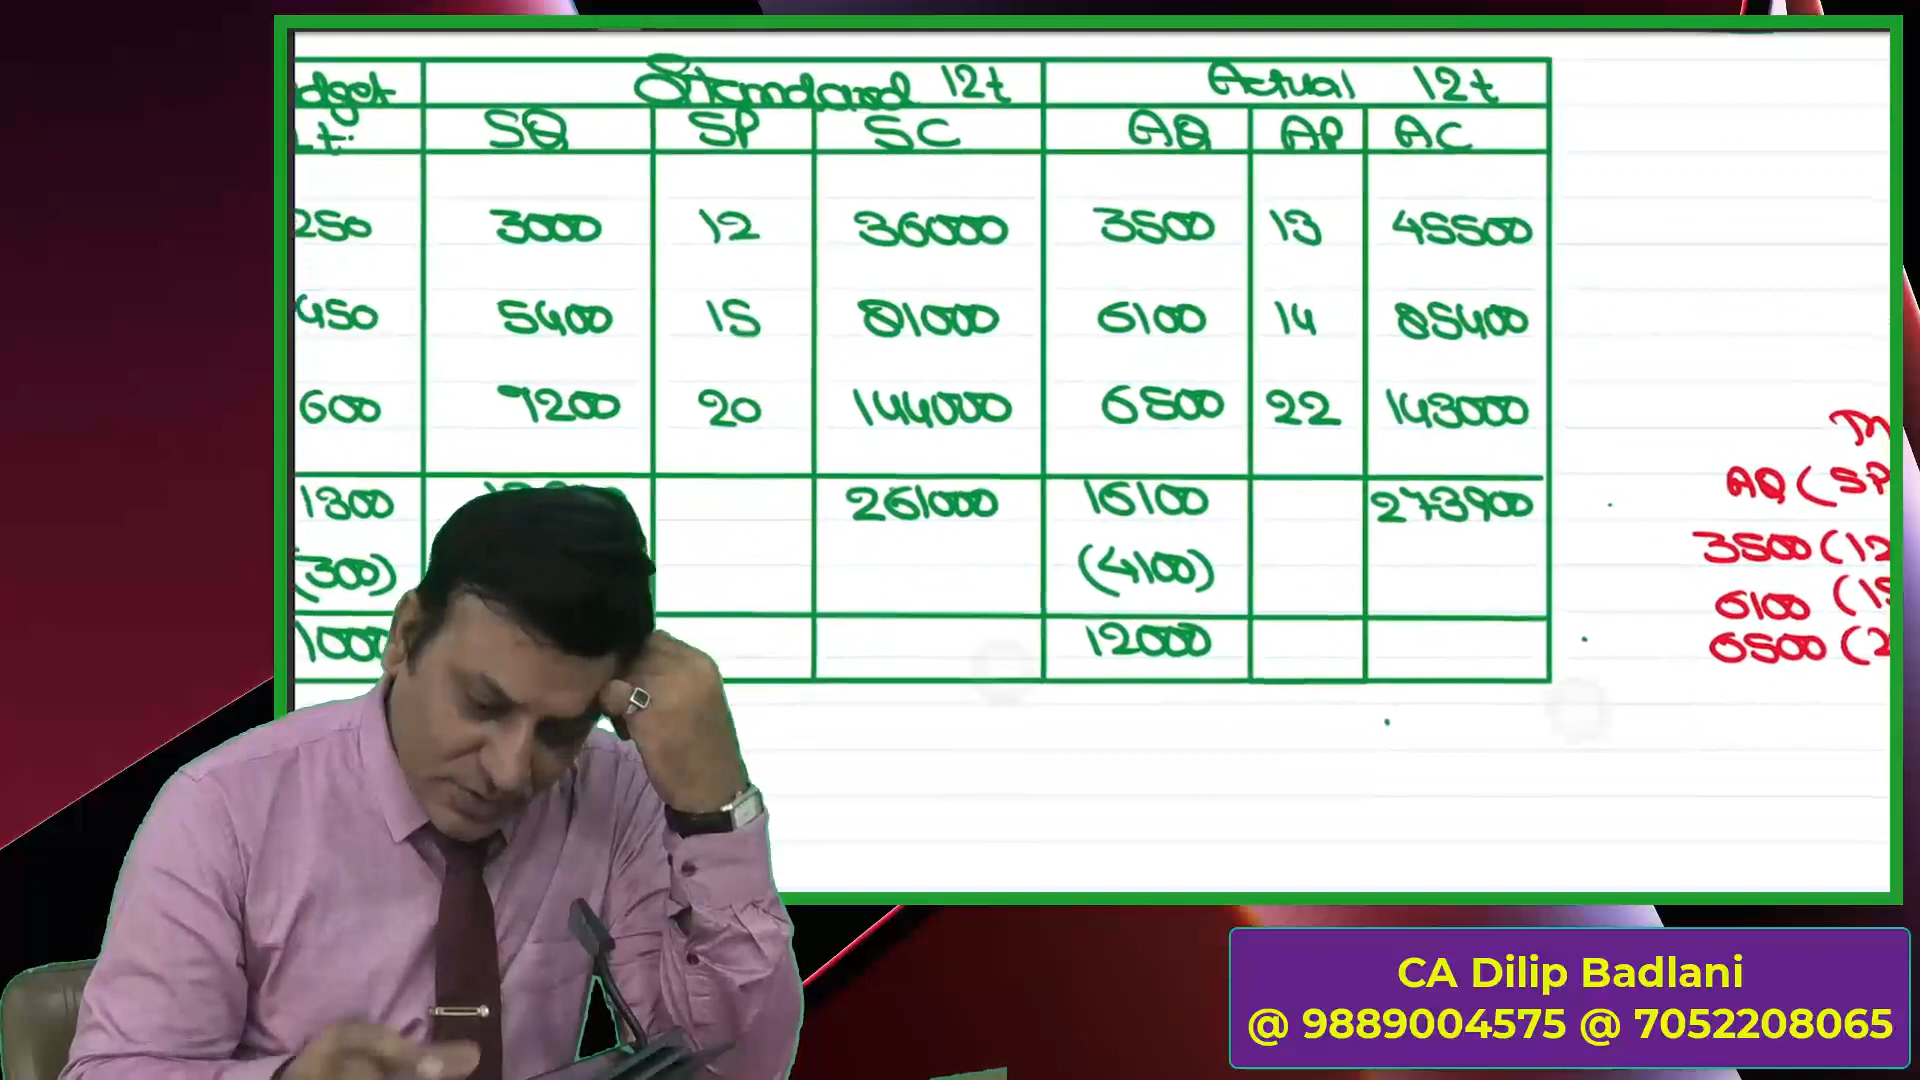 dget Standard 12t Actual 12t
t. SQ SP SC AQ AP AC
250 3000 12 36000 3500 13 45500
450 5400 15 81000 6100 14 85400
600 7200 20 144000 6500 22 143000
1300 261000 16100 273900
(300) (4100)
1000 12000
M
AQ (SP
3500 (12
6100 (15
6500 (2
CA Dilip Badlani
@ 9889004575 @ 7052208065